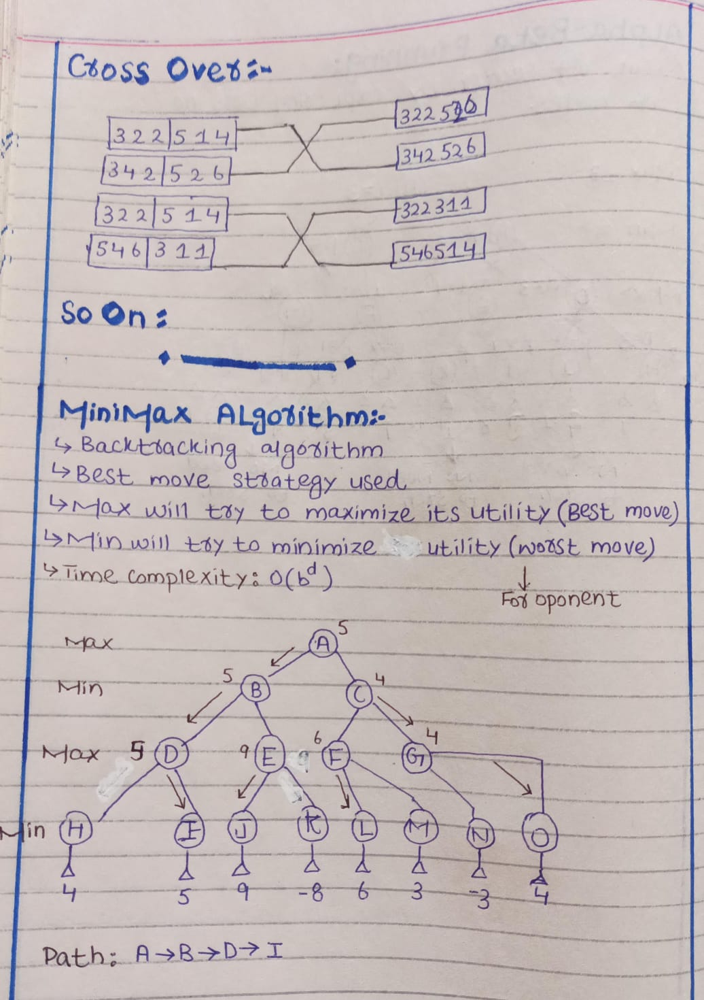 Cross Over:-
322|514
322526
342|526
342526
322|514
322311
546|311
546514
So On:
MiniMax ALgorithm:-
↳ Backtracking algorithm
↳ Best move strategy used
↳ Max will try to maximize its utility (Best move)
↳ Min will try to minimize utility (worst move)
↓
For oponent
↳ Time complexity: O(b^d)
Max A 5
Min 5 B C 4
Max 5 D 9 E 6 F G 4
Min H I J K L M N O
4 5 9 -8 6 3 -3 4
Path: A→B→D→I